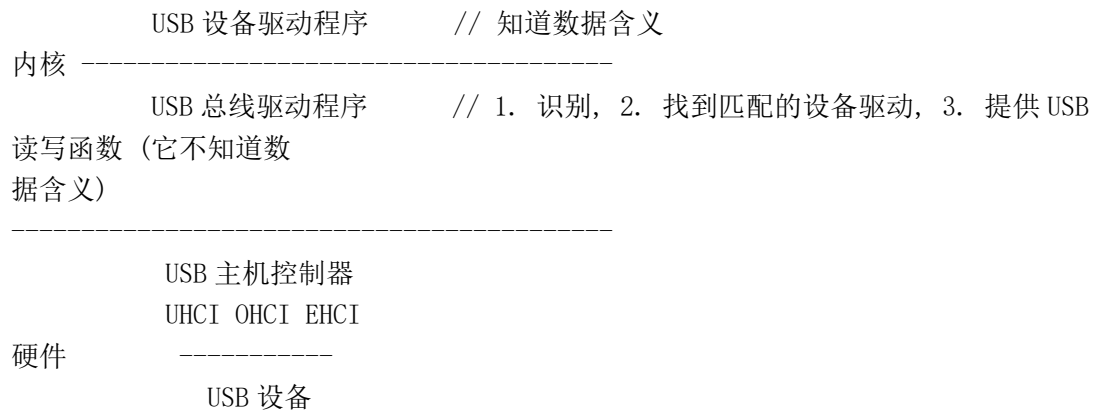 USB 设备驱动程序 // 知道数据含义
内核 --------------------------------------
USB 总线驱动程序 // 1. 识别, 2. 找到匹配的设备驱动, 3. 提供 USB
读写函数 (它不知道数
据含义)
-------------------------------------------
USB 主机控制器
UHCI OHCI EHCI
硬件 -----------
USB 设备